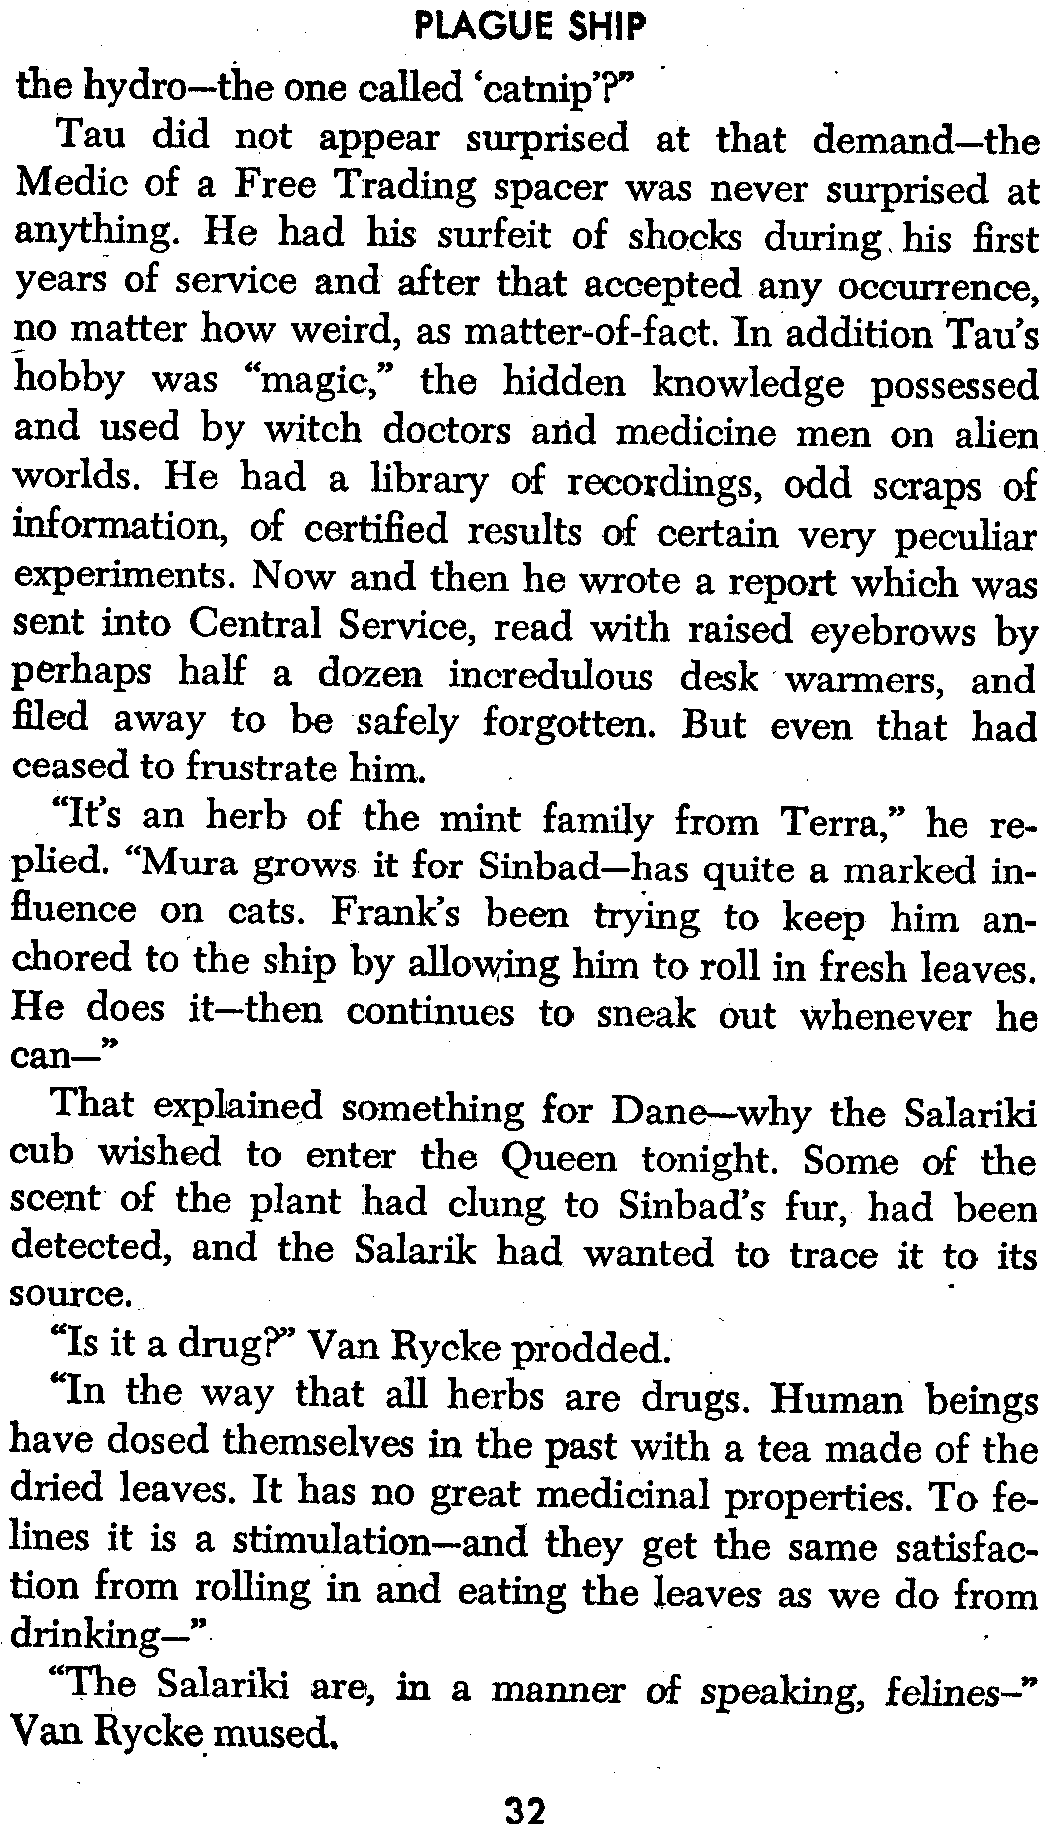 PLAGUE SHIP
the hydro—the one called ‘catnip’?”
Tau did not appear surprised at that demand—the
Medic of a Free Trading spacer was never surprised at
anything. He had his surfeit of shocks during his first
years of service and after that accepted any occurrence,
no matter how weird, as matter-of-fact. In addition Tau’s
hobby was “magic,” the hidden knowledge possessed
and used by witch doctors and medicine men on alien
worlds. He had a library of recordings, odd scraps of
information, of certified results of certain very peculiar
experiments. Now and then he wrote a report which was
sent into Central Service, read with raised eyebrows by
perhaps half a dozen incredulous desk warmers, and
filed away to be safely forgotten. But even that had
ceased to frustrate him.
“It’s an herb of the mint family from Terra,” he re-
plied. “Mura grows it for Sinbad—has quite a marked in-
fluence on cats. Frank’s been trying to keep him an-
chored to the ship by allowing him to roll in fresh leaves.
He does it—then continues to sneak out whenever he
can—”
That explained something for Dane—why the Salariki
cub wished to enter the Queen tonight. Some of the
scent of the plant had clung to Sinbad’s fur, had been
detected, and the Salarik had wanted to trace it to its
source.
“Is it a drug?” Van Rycke prodded.
“In the way that all herbs are drugs. Human beings
have dosed themselves in the past with a tea made of the
dried leaves. It has no great medicinal properties. To fe-
lines it is a stimulation—and they get the same satisfac-
tion from rolling in and eating the leaves as we do from
drinking—”
“The Salariki are, in a manner of speaking, felines—”
Van Rycke mused.
32